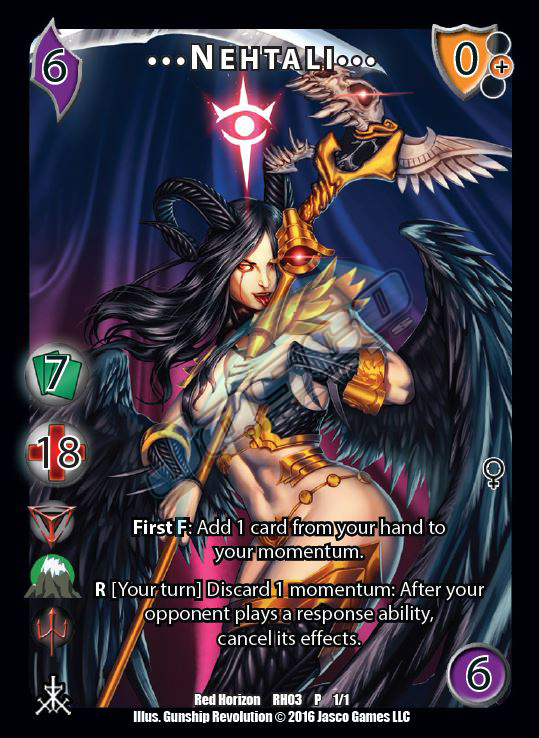 6
•••NEHTALI•••
0
+
7
18
First F: Add 1 card from your hand to
your momentum.
R [Your turn] Discard 1 momentum: After your
opponent plays a response ability,
cancel its effects.
6
Red Horizon RH03 P 1/1
Illus. Gunship Revolution © 2016 Jasco Games LLC